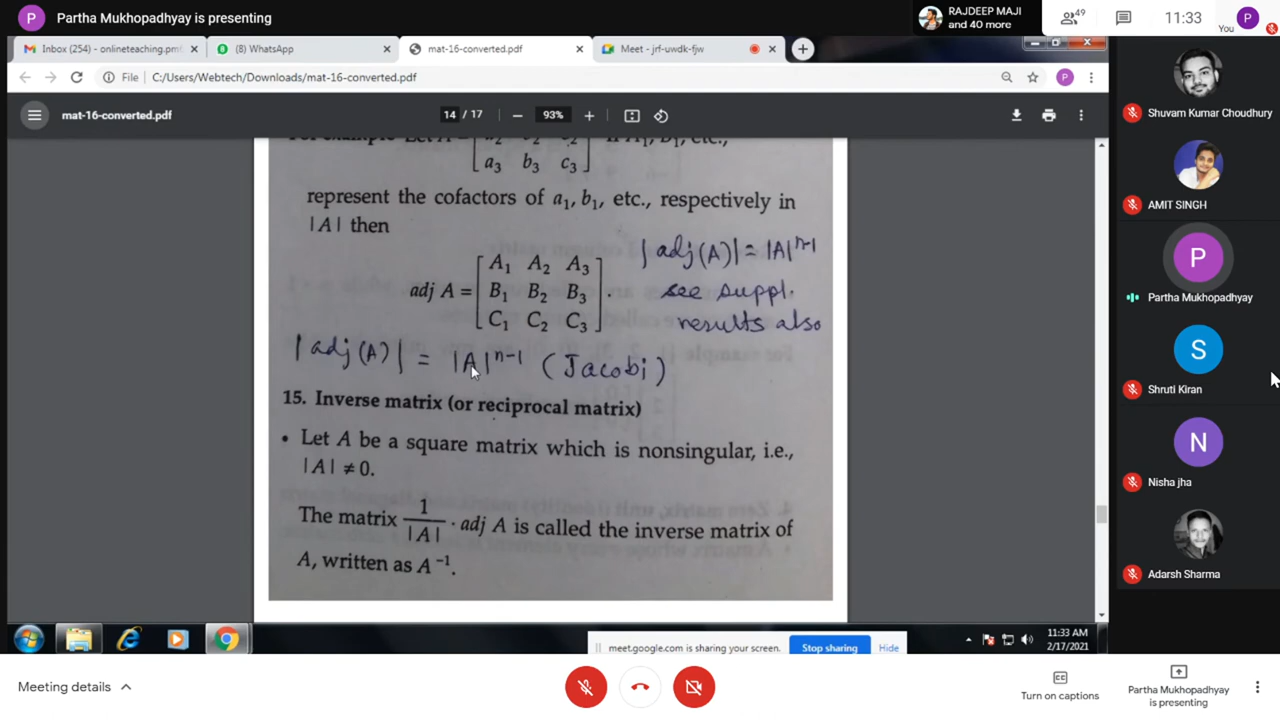 P Partha Mukhopadhyay is presenting
RAJDEEP MAJI
and 40 more
49
11:33
P
You
Inbox (254) - onlineteaching.pmt
(8) WhatsApp
mat-16-converted.pdf
Meet - jrf-uwdk-fjw
File C:/Users/Webtech/Downloads/mat-16-converted.pdf
P
mat-16-converted.pdf
14 / 17
— 93% +
a3 b3 c3
represent the cofactors of a1, b1, etc., respectively in
|A| then
adj A = [A1 A2 A3
B1 B2 B3
C1 C2 C3].
|adj(A)| = |A|^n-1
see suppl.
results also
|adj(A)| = |A|^n-1 (Jacobi)
15. Inverse matrix (or reciprocal matrix)
• Let A be a square matrix which is nonsingular, i.e.,
|A| ≠ 0.
The matrix 1/|A| · adj A is called the inverse matrix of
A, written as A^-1.
Shuvam Kumar Choudhury
AMIT SINGH
P
Partha Mukhopadhyay
S
Shruti Kiran
N
Nisha jha
Adarsh Sharma
meet.google.com is sharing your screen.
Stop sharing
Hide
11:33 AM
2/17/2021
Meeting details
CC
Turn on captions
Partha Mukhopadhyay
is presenting